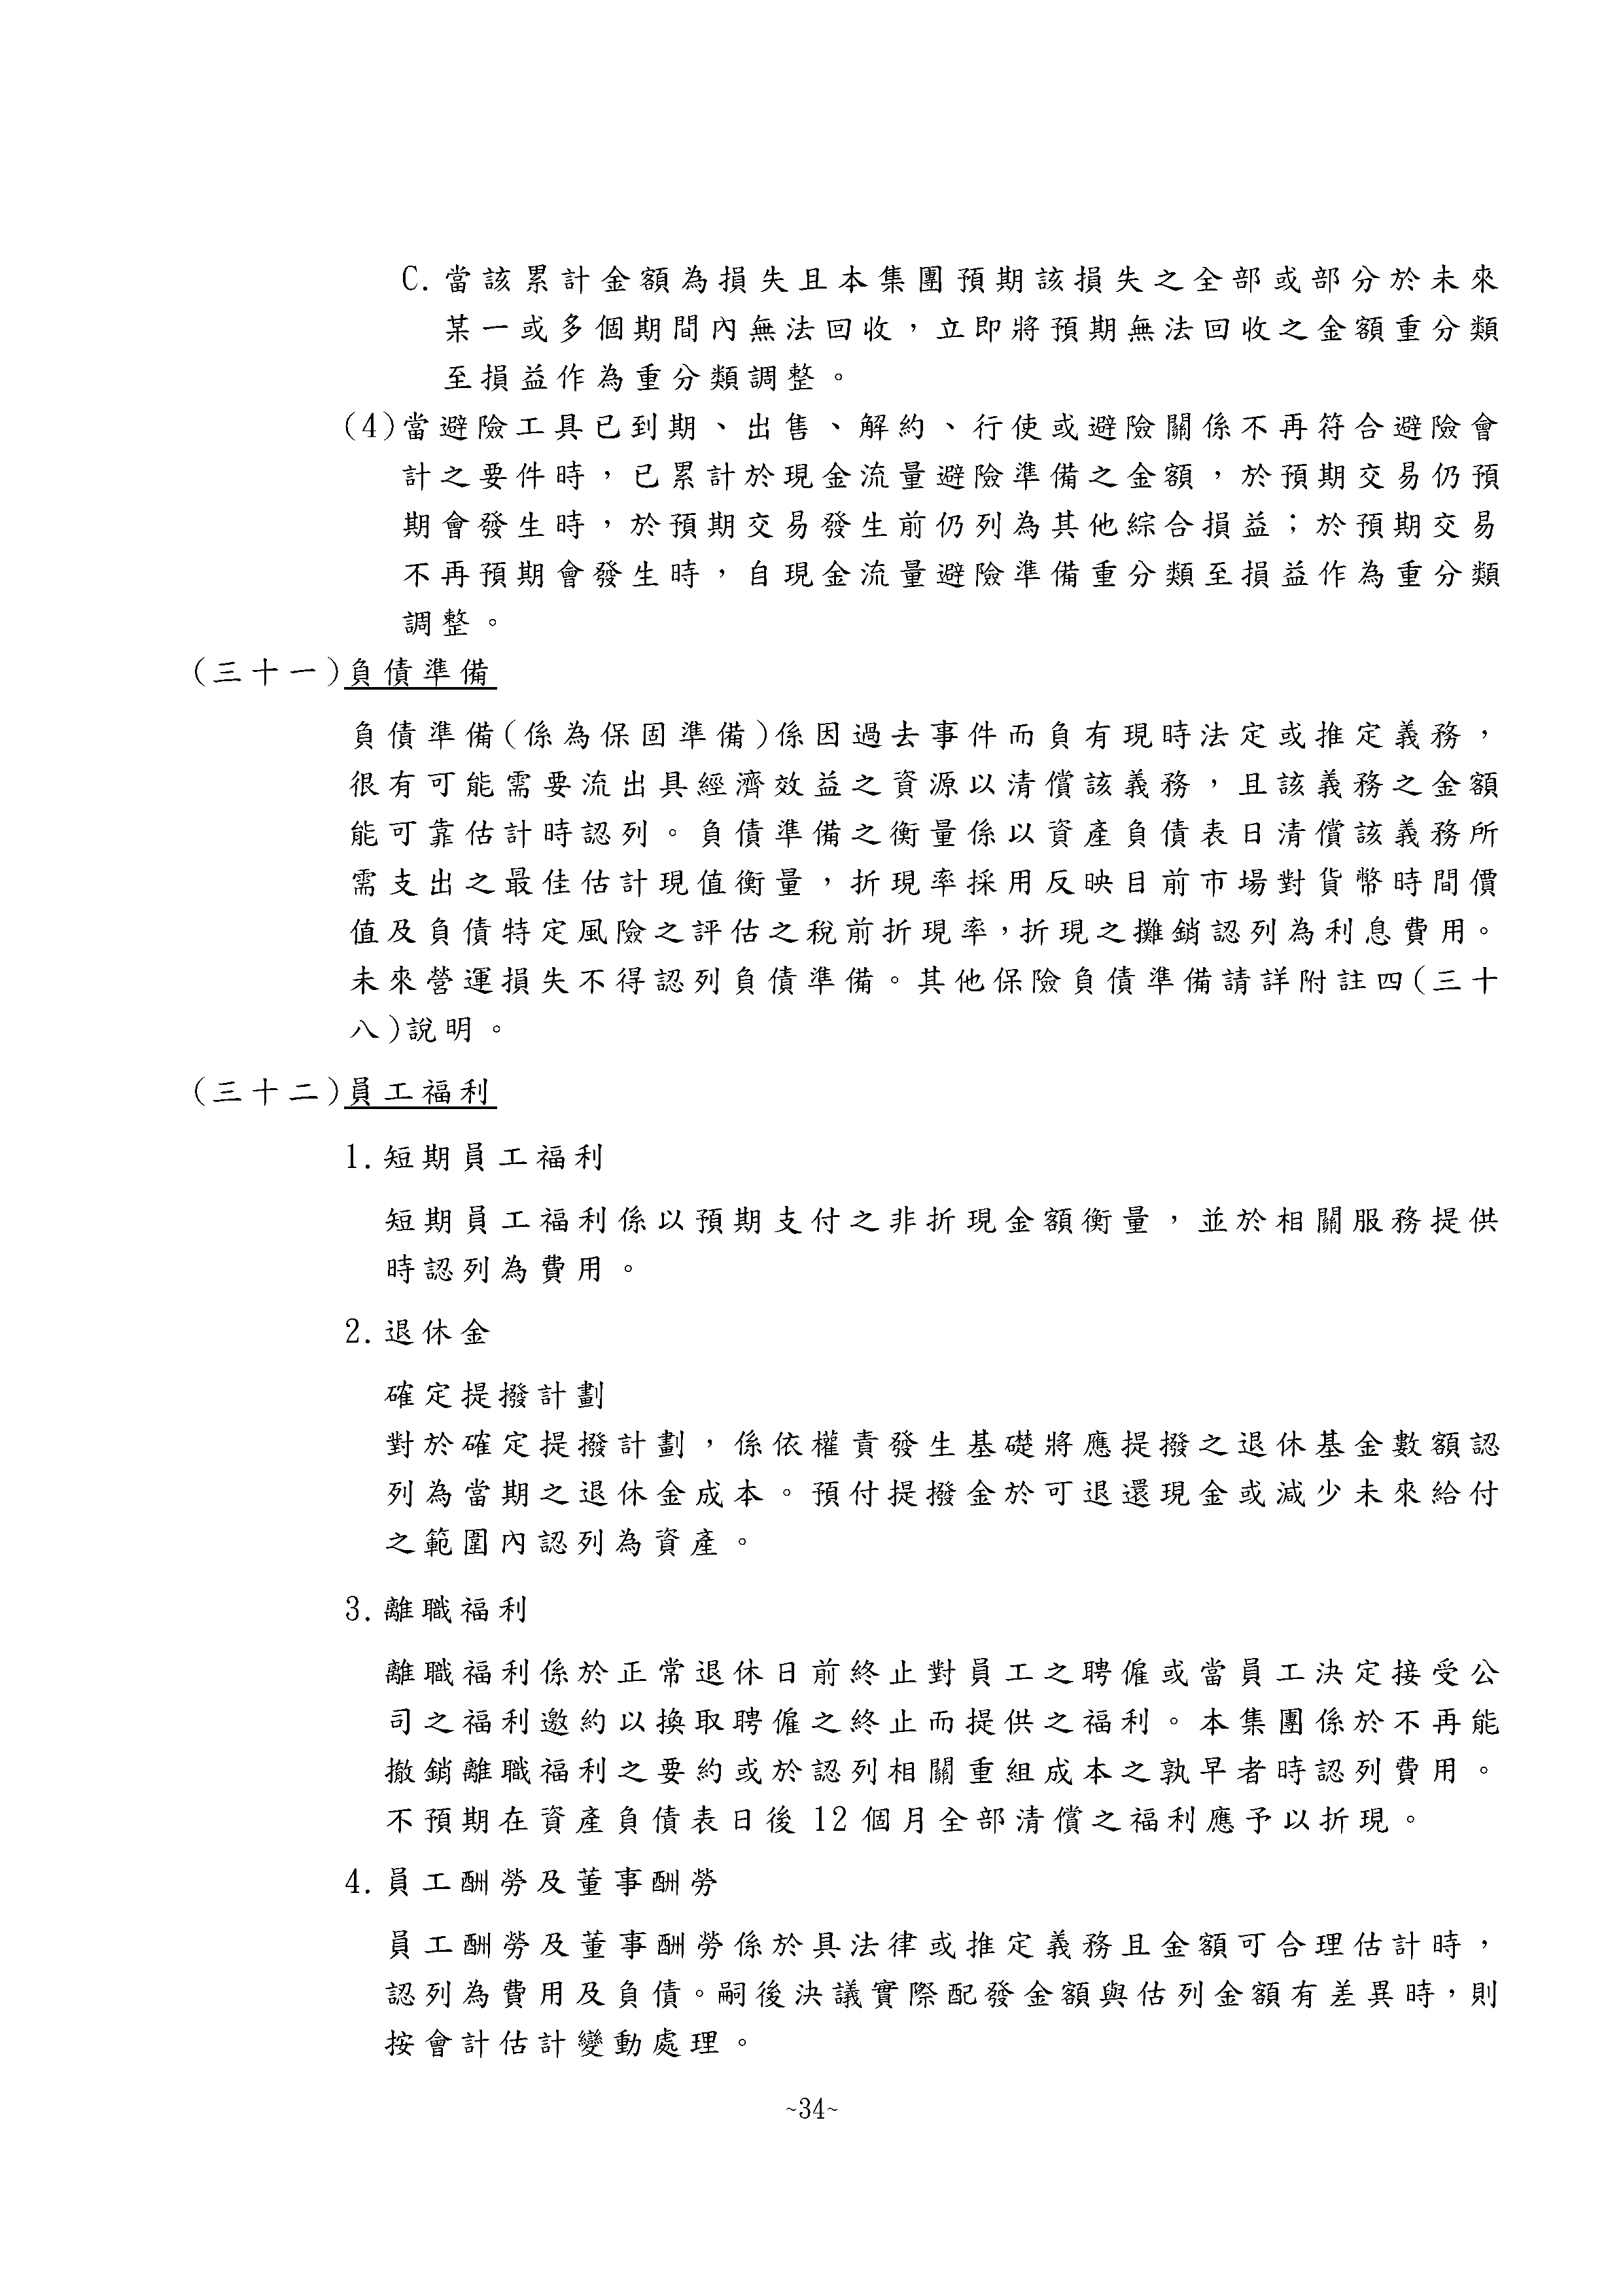 C.當該累計金額為損失且本集團預期該損失之全部或部分於未來
某一或多個期間內無法回收，立即將預期無法回收之金額重分類
至損益作為重分類調整。
(4)當避險工具已到期、出售、解約、行使或避險關係不再符合避險會
計之要件時，已累計於現金流量避險準備之金額，於預期交易仍預
期會發生時，於預期交易發生前仍列為其他綜合損益；於預期交易
不再預期會發生時，自現金流量避險準備重分類至損益作為重分類
調整。
(三十一)負債準備
負債準備(係為保固準備)係因過去事件而負有現時法定或推定義務，
很有可能需要流出具經濟效益之資源以清償該義務，且該義務之金額
能可靠估計時認列。負債準備之衡量係以資產負債表日清償該義務所
需支出之最佳估計現值衡量，折現率採用反映目前市場對貨幣時間價
值及負債特定風險之評估之稅前折現率，折現之攤銷認列為利息費用。
未來營運損失不得認列負債準備。其他保險負債準備請詳附註四(三十
八)說明。
(三十二)員工福利
1.短期員工福利
短期員工福利係以預期支付之非折現金額衡量，並於相關服務提供
時認列為費用。
2.退休金
確定提撥計劃
對於確定提撥計劃，係依權責發生基礎將應提撥之退休基金數額認
列為當期之退休金成本。預付提撥金於可退還現金或減少未來給付
之範圍內認列為資產。
3.離職福利
離職福利係於正常退休日前終止對員工之聘僱或當員工決定接受公
司之福利邀約以換取聘僱之終止而提供之福利。本集團係於不再能
撤銷離職福利之要約或於認列相關重組成本之孰早者時認列費用。
不預期在資產負債表日後 12 個月全部清償之福利應予以折現。
4.員工酬勞及董事酬勞
員工酬勞及董事酬勞係於具法律或推定義務且金額可合理估計時，
認列為費用及負債。嗣後決議實際配發金額與估列金額有差異時，則
按會計估計變動處理。
~34~